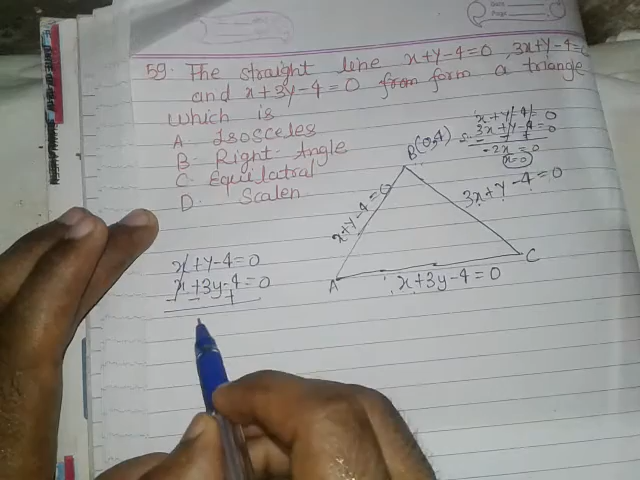 59. The straight line x+y-4=0, 3x+y-4=0
and x+3y-4=0 form a triangle
which is
A Isosceles
B. Right Angle
C. Equilatral
D. Scalen
x+y-4=0
3x+y-4=0
-2x=0
x=0
B(0,4)
x+y-4=0
3x+y-4=0
A
C
x+3y-4=0
x+y-4=0
x+3y-4=0